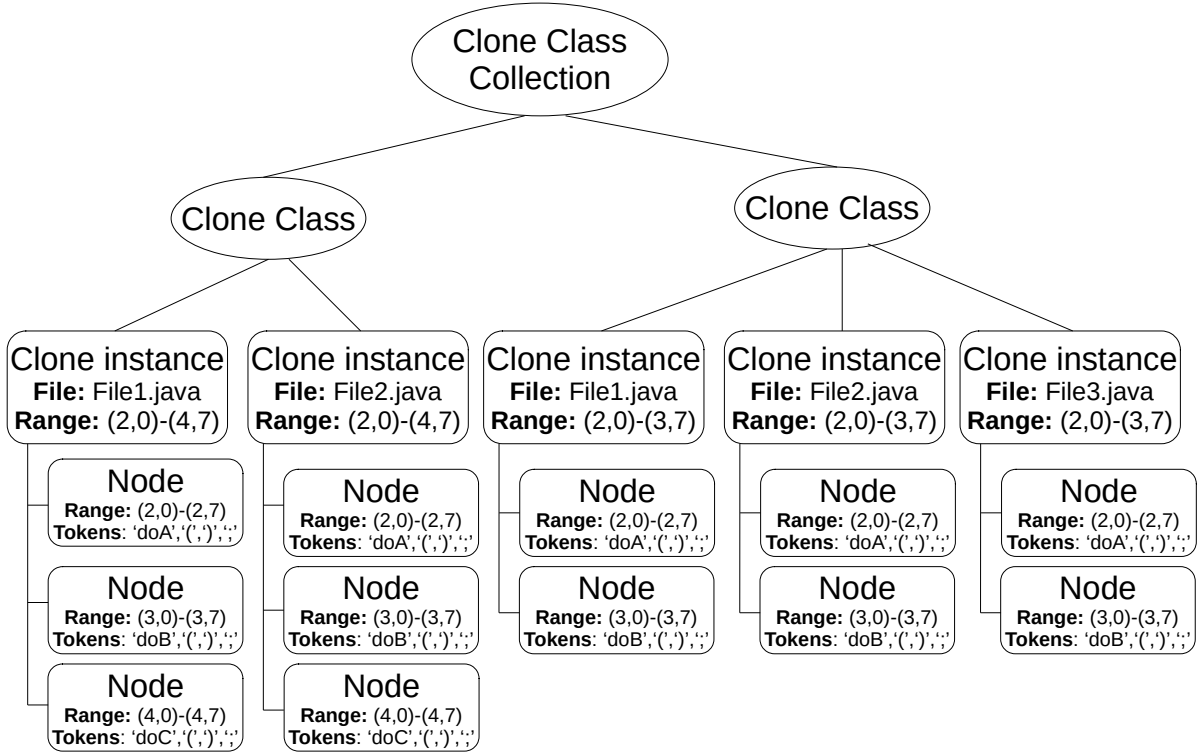 Clone Class
Collection
Clone Class
Clone Class
Clone instance
File: File1.java
Range: (2,0)-(4,7)
Node
Range: (2,0)-(2,7)
Tokens: ‘doA’,‘(’,‘)’,‘;’
Node
Range: (3,0)-(3,7)
Tokens: ‘doB’,‘(’,‘)’,‘;’
Node
Range: (4,0)-(4,7)
Tokens: ‘doC’,‘(’,‘)’,‘;’
Clone instance
File: File2.java
Range: (2,0)-(4,7)
Node
Range: (2,0)-(2,7)
Tokens: ‘doA’,‘(’,‘)’,‘;’
Node
Range: (3,0)-(3,7)
Tokens: ‘doB’,‘(’,‘)’,‘;’
Node
Range: (4,0)-(4,7)
Tokens: ‘doC’,‘(’,‘)’,‘;’
Clone instance
File: File1.java
Range: (2,0)-(3,7)
Node
Range: (2,0)-(2,7)
Tokens: ‘doA’,‘(’,‘)’,‘;’
Node
Range: (3,0)-(3,7)
Tokens: ‘doB’,‘(’,‘)’,‘;’
Clone instance
File: File2.java
Range: (2,0)-(3,7)
Node
Range: (2,0)-(2,7)
Tokens: ‘doA’,‘(’,‘)’,‘;’
Node
Range: (3,0)-(3,7)
Tokens: ‘doB’,‘(’,‘)’,‘;’
Clone instance
File: File3.java
Range: (2,0)-(3,7)
Node
Range: (2,0)-(2,7)
Tokens: ‘doA’,‘(’,‘)’,‘;’
Node
Range: (3,0)-(3,7)
Tokens: ‘doB’,‘(’,‘)’,‘;’